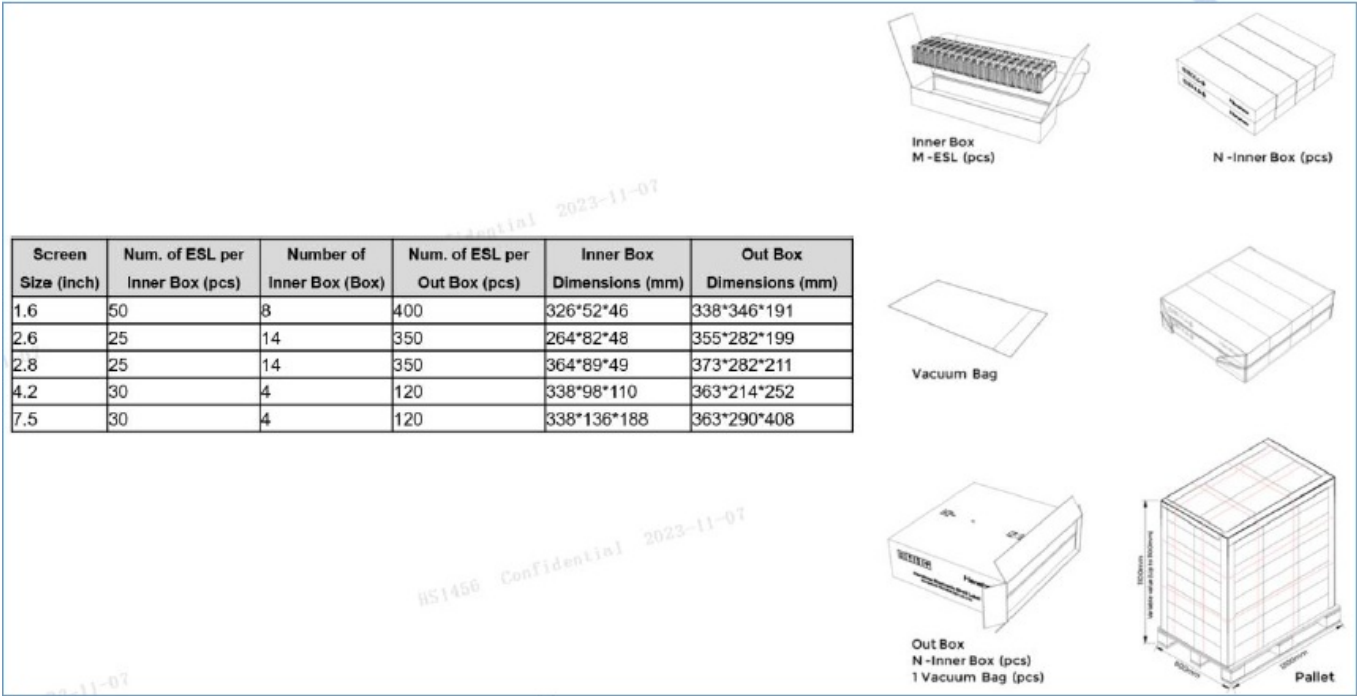 Inner Box
M -ESL (pcs)
N -Inner Box (pcs)
Confidential 2023-11-07
Screen Size (inch) Num. of ESL per Inner Box (pcs) Number of Inner Box (Box) Num. of ESL per Out Box (pcs) Inner Box Dimensions (mm) Out Box Dimensions (mm)
1.6 50 8 400 326*52*46 338*346*191
2.6 25 14 350 264*82*48 355*282*199
2.8 25 14 350 364*89*49 373*282*211
4.2 30 4 120 338*98*110 363*214*252
7.5 30 4 120 338*136*188 363*290*408
Vacuum Bag
HS1456 Confidential 2023-11-07
Out Box
N -Inner Box (pcs)
1 Vacuum Bag (pcs)
800mm
1200mm
Pallet
-11-07